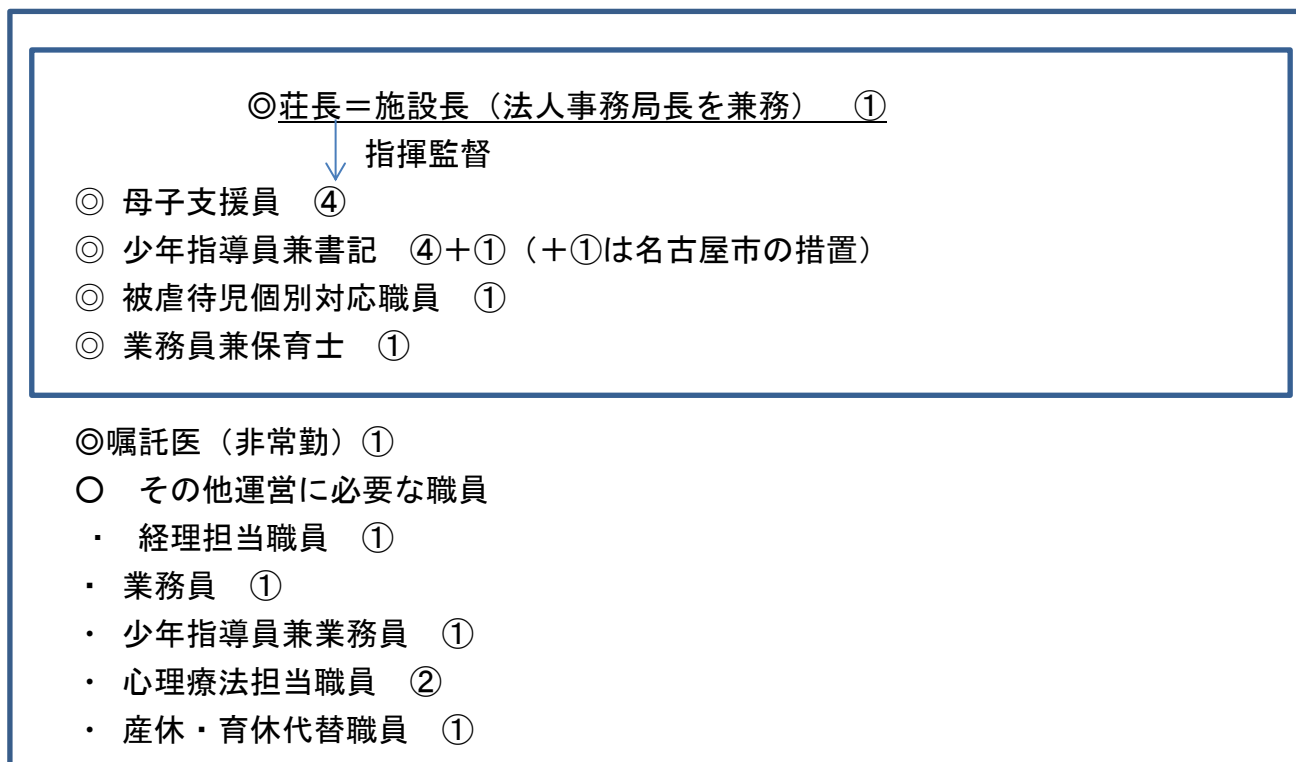 ◎荘長=施設長（法人事務局長を兼務）　①
指揮監督
◎ 母子支援員　④
◎ 少年指導員兼書記　④+①（+①は名古屋市の措置）
◎ 被虐待児個別対応職員　①
◎ 業務員兼保育士　①
◎嘱託医（非常勤）①
〇　その他運営に必要な職員
・　経理担当職員　①
・ 業務員　①
・ 少年指導員兼業務員　①
・ 心理療法担当職員　②
・ 産休・育休代替職員　①